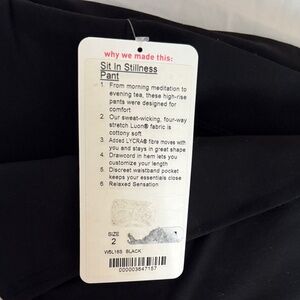 why we made this:
Sit In Stillness
Pant
1 From morning meditation to
evening tea, these high-rise
pants were designed for
comfort
2 Our sweat-wicking, four-way
stretch Luon® fabric is
cottony soft
3 Added LYCRA® fibre moves with
you and stays in great shape
4 Drawcord in hem lets you
customize your length
5 Discreet waistband pocket
keeps your essentials close
6 Relaxed Sensation
SIZE
2
W5L16S BLACK
000003647157